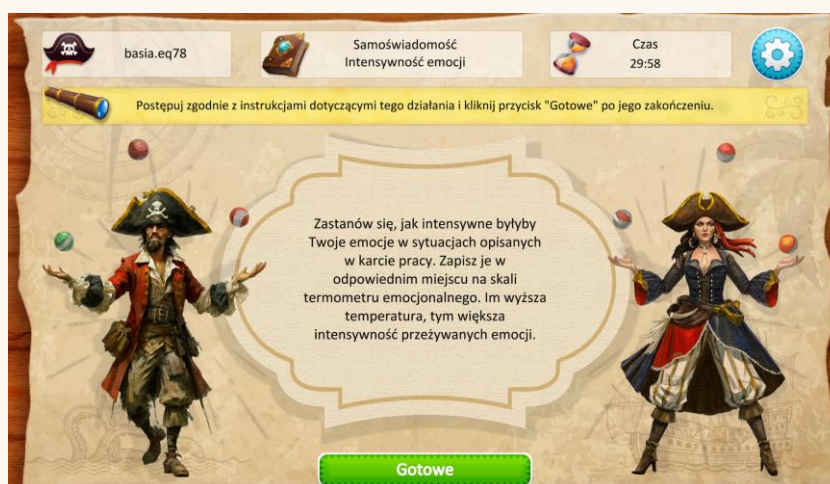 basia.eq78
Samoświadomość
Intensywność emocji
Czas
29:58
Postępuj zgodnie z instrukcjami dotyczącymi tego działania i kliknij przycisk "Gotowe" po jego zakończeniu.
Zastanów się, jak intensywne byłyby
Twoje emocje w sytuacjach opisanych
w karcie pracy. Zapisz je w
odpowiednim miejscu na skali
termometru emocjonalnego. Im wyższa
temperatura, tym większa
intensywność przeżywanych emocji.
Gotowe